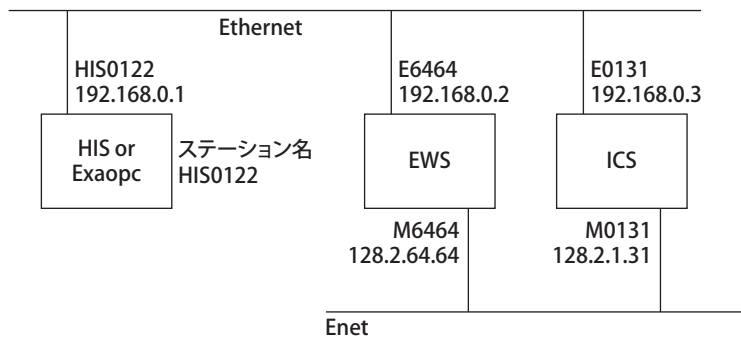 Ethernet
HIS0122
192.168.0.1
E6464
192.168.0.2
E0131
192.168.0.3
HIS or
Exaopc
ステーション名
HIS0122
EWS
ICS
M6464
128.2.64.64
M0131
128.2.1.31
Enet